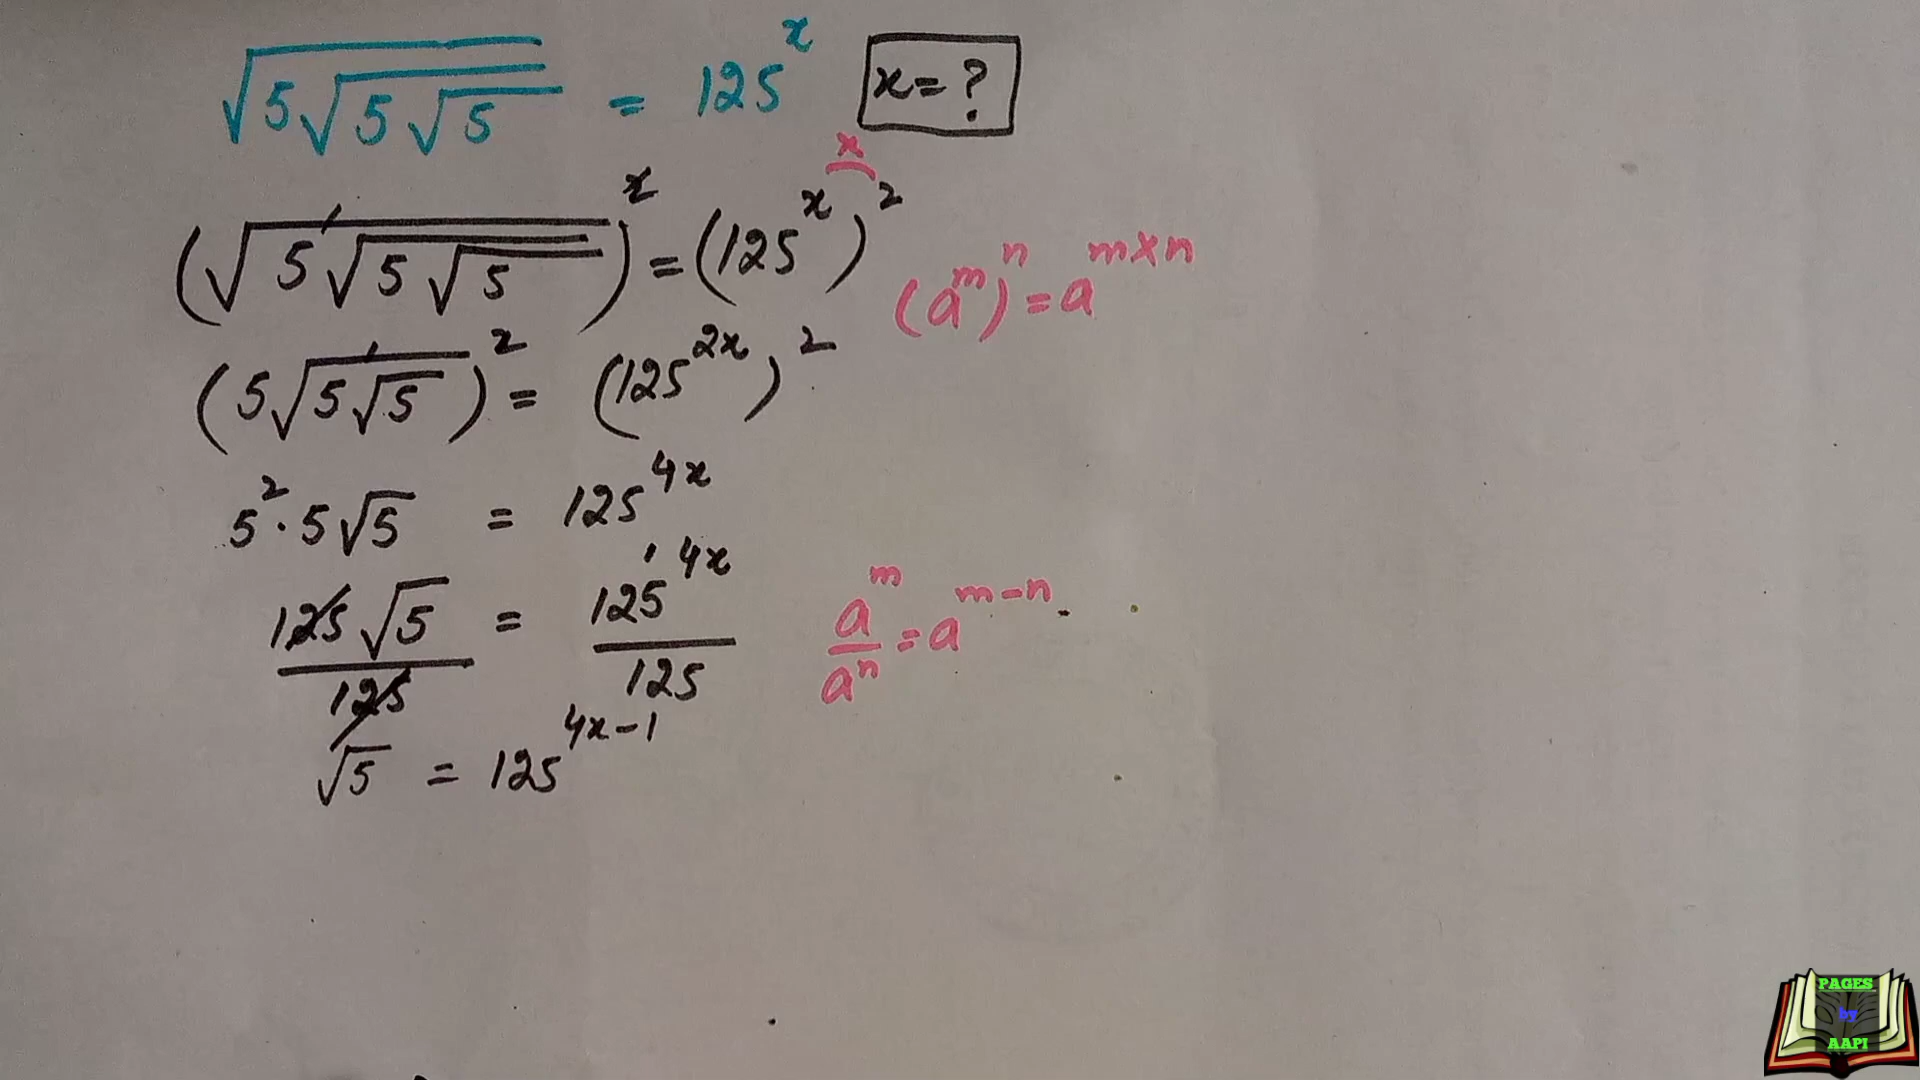 √(5√(5√5)) = 125^x x = ?
(√(5√(5√5)))^2 = (125^x)^2 x
(a^m)^n = a^(m×n)
(5√(5√5))^2 = (125^(2x))^2
5^2 · 5√5 = 125^(4x)
125√5 / 125 = 125^(4x) / 125 a^m / a^n = a^(m-n)
√5 = 125^(4x-1)
PAGES
by
AAPI